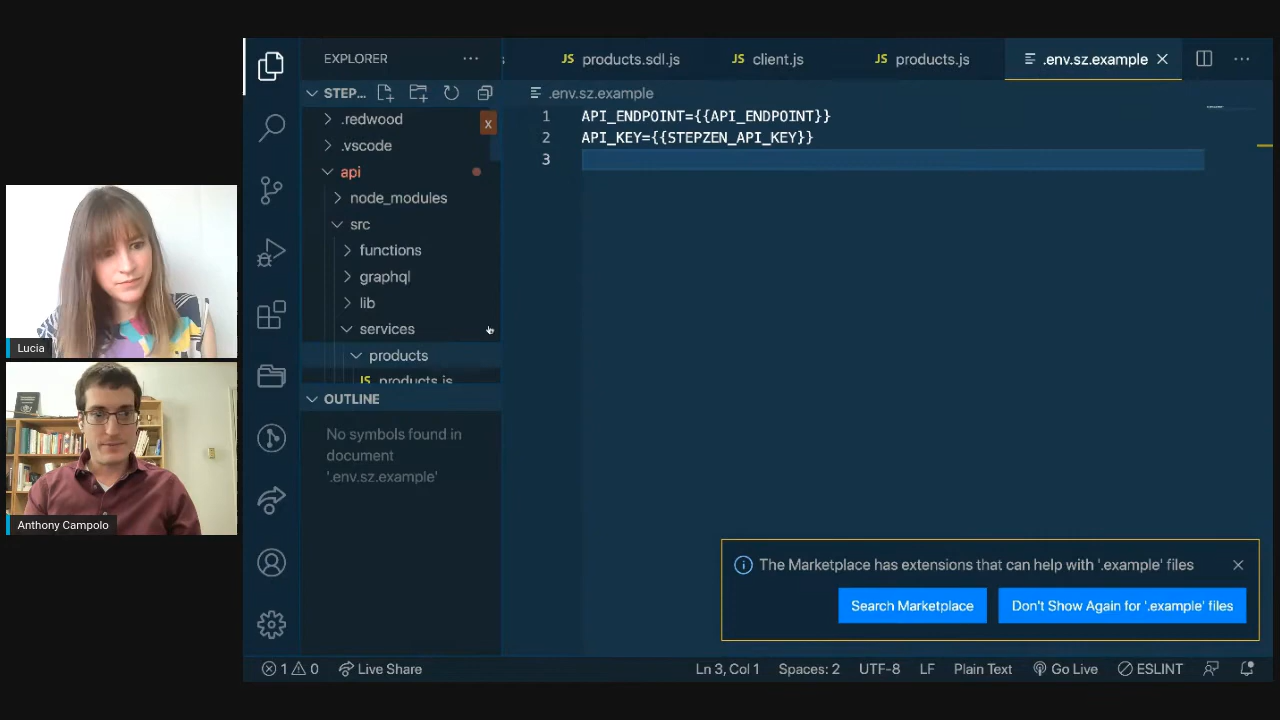 EXPLORER
products.sdl.js
client.js
products.js
.env.sz.example
STEP...
.env.sz.example
.redwood
x
.vscode
api
node_modules
src
functions
graphql
lib
services
products
products.js
OUTLINE
No symbols found in
document
'.env.sz.example'
1 API_ENDPOINT={{API_ENDPOINT}}
2 API_KEY={{STEPZEN_API_KEY}}
3
Lucia
Anthony Campolo
The Marketplace has extensions that can help with '.example' files
Search Marketplace
Don't Show Again for '.example' files
1 0 Live Share
Ln 3, Col 1
Spaces: 2
UTF-8
LF
Plain Text
Go Live
ESLINT